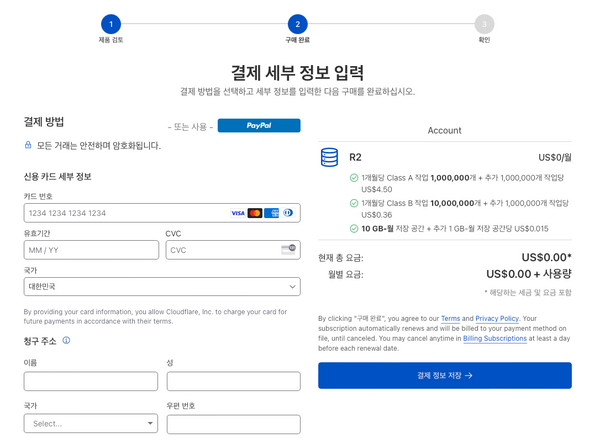 1
2
3
제품 검토
구매 완료
확인
결제 세부 정보 입력
결제 방법을 선택하고 세부 정보를 입력한 다음 구매를 완료하십시오.
결제 방법
- 또는 사용 -
PayPal
모든 거래는 안전하며 암호화됩니다.
신용 카드 세부 정보
카드 번호
1234 1234 1234 1234
VISA
유효기간
CVC
MM / YY
CVC
국가
대한민국
By providing your card information, you allow Cloudflare, Inc. to charge your card for
future payments in accordance with their terms.
청구 주소
이름
성
국가
우편 번호
Select...
Account
R2
US$0/월
1개월당 Class A 작업 1,000,000개 + 추가 1,000,000개 작업당
US$4.50
1개월당 Class B 작업 10,000,000개 + 추가 1,000,000개 작업당
US$0.36
10 GB-월 저장 공간 + 추가 1 GB-월 저장 공간당 US$0.015
현재 총 요금:
US$0.00*
월별 요금:
US$0.00 + 사용량
* 해당하는 세금 및 요금 포함
By clicking "구매 완료", you agree to our Terms and Privacy Policy. Your
subscription automatically renews and will be billed to your payment method on
file, until canceled. You may cancel anytime in Billing Subscriptions at least a day
before each renewal date.
결제 정보 저장 →